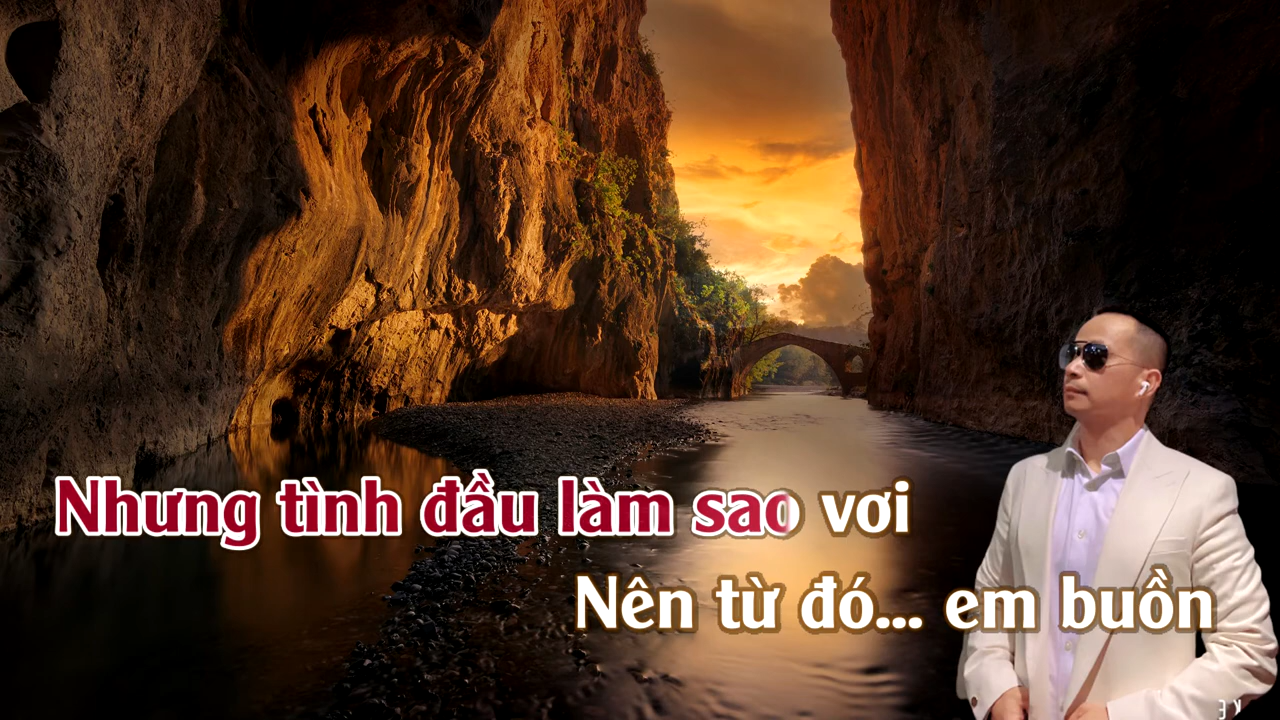 Nhưng tình đầu làm sao vơi
Nên từ đó... em buồn